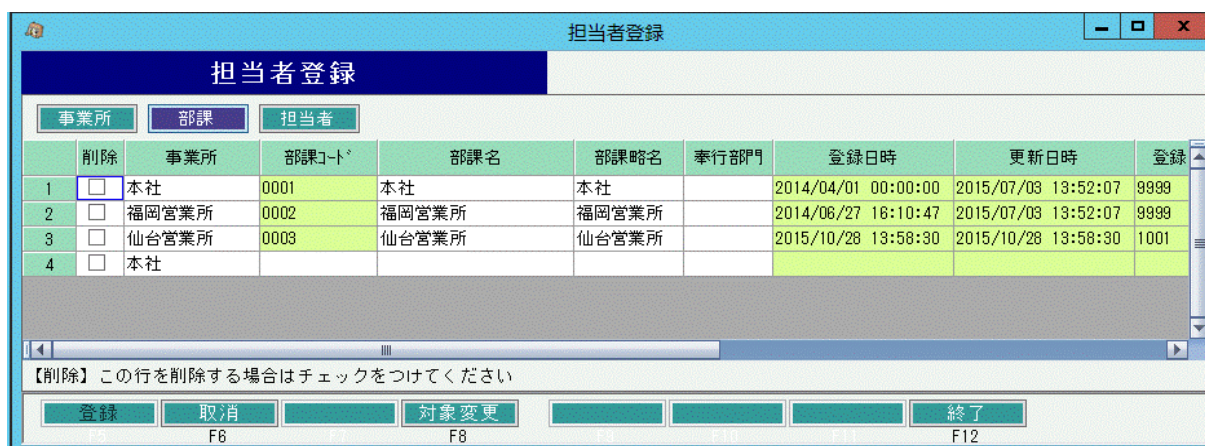 担当者登録
担当者登録
事業所 部課 担当者
削除 事業所 部課ｺｰﾄﾞ 部課名 部課略名 奉行部門 登録日時 更新日時 登録
1 本社 0001 本社 本社 2014/04/01 00:00:00 2015/07/03 13:52:07 9999
2 福岡営業所 0002 福岡営業所 福岡営業所 2014/06/27 16:10:47 2015/07/03 13:52:07 9999
3 仙台営業所 0003 仙台営業所 仙台営業所 2015/10/28 13:58:30 2015/10/28 13:58:30 1001
4 本社
【削除】この行を削除する場合はチェックをつけてください
登録 取消 対象変更 終了
F5 F6 F7 F8 F9 F10 F11 F12